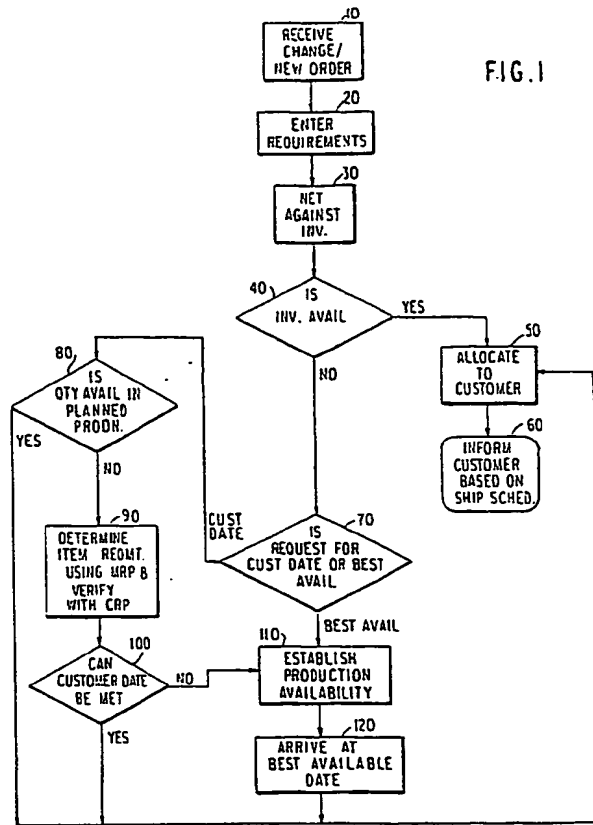 10
RECEIVE
CHANGE/
NEW ORDER
FIG.1
20
ENTER
REQUIREMENTS
30
NET
AGAINST
INV.
40
IS
INV. AVAIL
YES
NO
50
ALLOCATE
TO
CUSTOMER
60
INFORM
CUSTOMER
BASED ON
SHIP SCHED.
80
IS
QTY AVAIL IN
PLANNED
PRODN.
YES
NO
CUST
DATE
70
IS
REQUEST FOR
CUST DATE OR BEST
AVAIL
BEST AVAIL
90
DETERMINE
ITEM REQMT.
USING MRP &
VERIFY
WITH CRP
100
CAN
CUSTOMER DATE
BE MET
NO
YES
110
ESTABLISH
PRODUCTION
AVAILABILITY
120
ARRIVE AT
BEST AVAILABLE
DATE